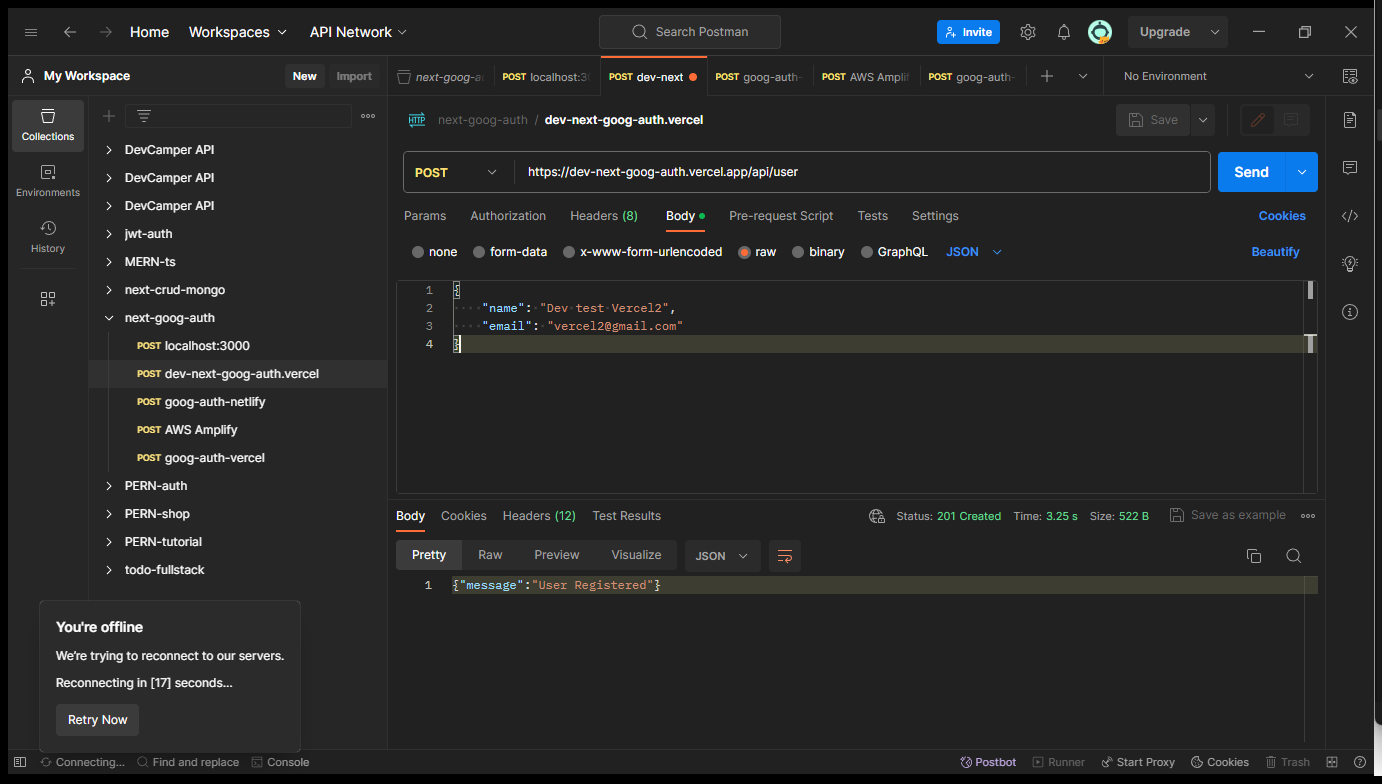 Home Workspaces API Network Search Postman Invite Upgrade
My Workspace New Import
next-goog-au POST localhost:30 POST dev-next POST goog-auth- POST AWS Amplif POST goog-auth- No Environment
Collections
Environments
History
DevCamper API
DevCamper API
DevCamper API
jwt-auth
MERN-ts
next-crud-mongo
next-goog-auth
POST localhost:3000
POST dev-next-goog-auth.vercel
POST goog-auth-netlify
POST AWS Amplify
POST goog-auth-vercel
PERN-auth
PERN-shop
PERN-tutorial
todo-fullstack
HTTP next-goog-auth / dev-next-goog-auth.vercel Save
POST https://dev-next-goog-auth.vercel.app/api/user Send
Params Authorization Headers (8) Body Pre-request Script Tests Settings Cookies
none form-data x-www-form-urlencoded raw binary GraphQL JSON Beautify
1 {
2 "name": "Dev test Vercel2",
3 "email": "vercel2@gmail.com"
4 }
Body Cookies Headers (12) Test Results Status: 201 Created Time: 3.25 s Size: 522 B Save as example
Pretty Raw Preview Visualize JSON
1 {"message":"User Registered"}
You're offline
We're trying to reconnect to our servers.
Reconnecting in [17] seconds...
Retry Now
Connecting... Find and replace Console Postbot Runner Start Proxy Cookies Trash